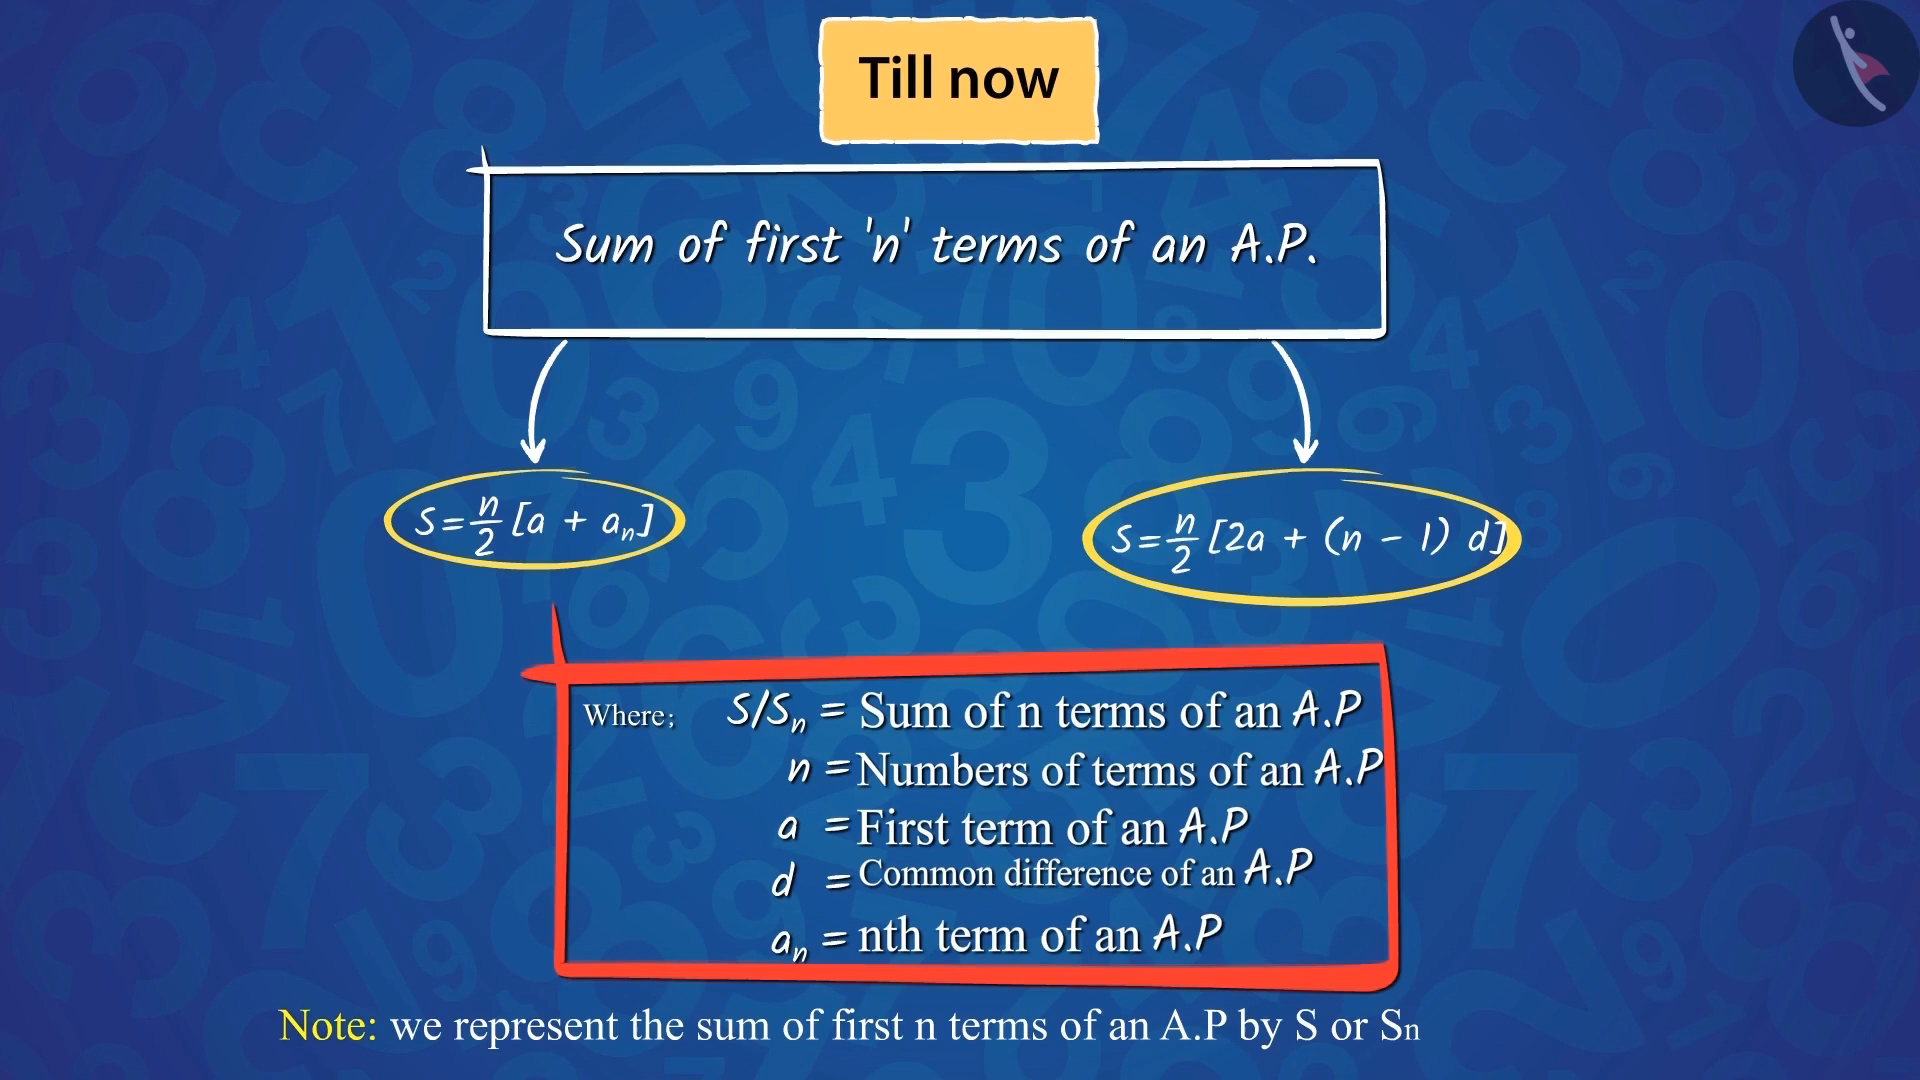 Till now
Sum of first 'n' terms of an A.P.
S=n/2 [a + aₙ]
S=n/2 [2a + (n - 1) d]
Where; S/Sₙ = Sum of n terms of an A.P
n = Numbers of terms of an A.P
a = First term of an A.P
d = Common difference of an A.P
aₙ = nth term of an A.P
Note: we represent the sum of first n terms of an A.P by S or Sn